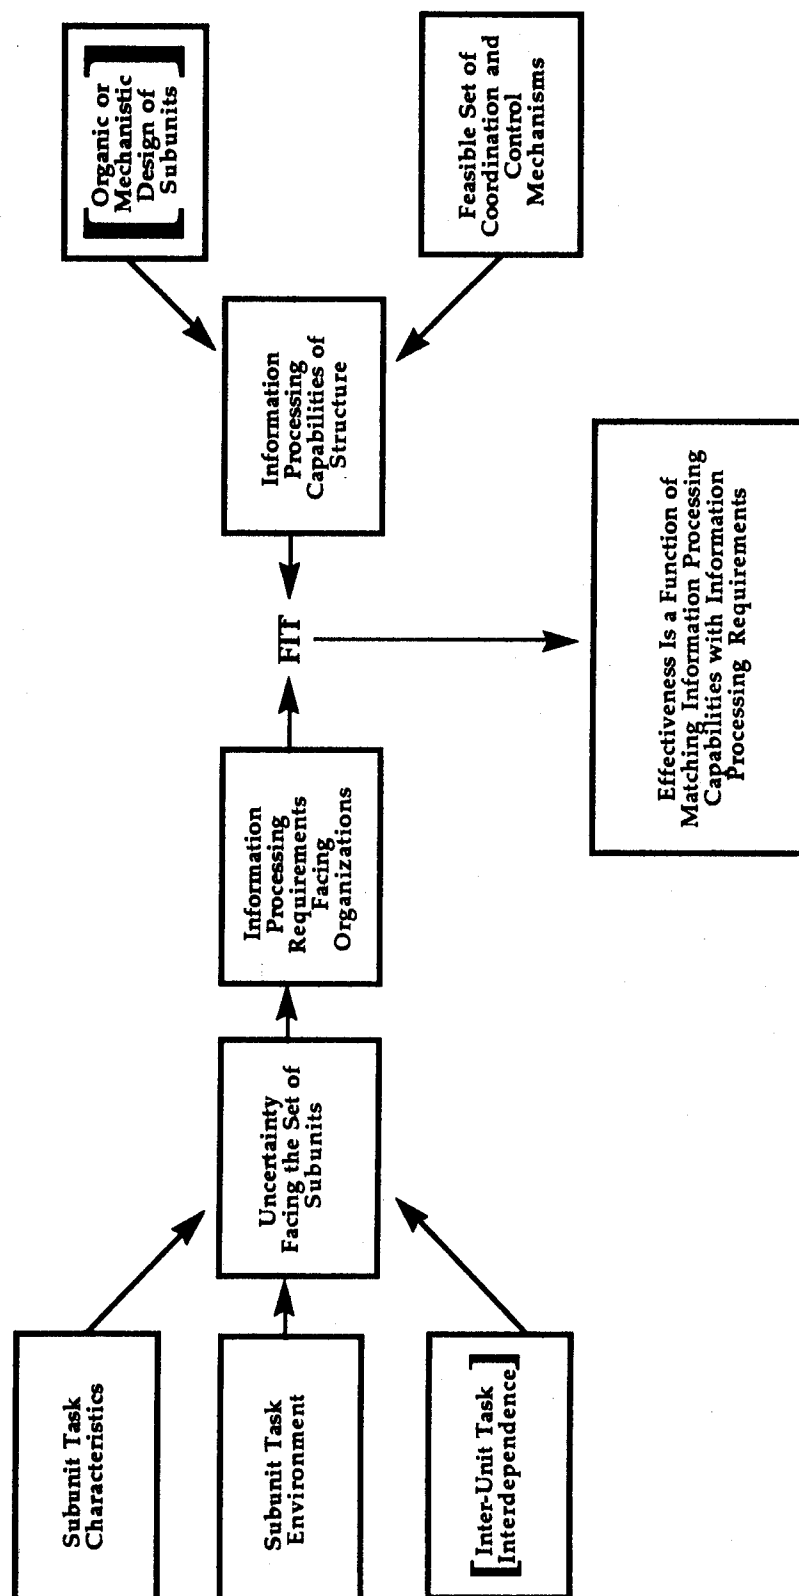 Subunit Task
Characteristics
Subunit Task
Environment
[Inter-Unit Task
Interdependence]
Uncertainty
Facing the Set of
Subunits
Information
Processing
Requirements
Facing
Organizations
FIT
Information
Processing
Capabilities of
Structure
[Organic or
Mechanistic
Design of
Subunits]
Feasible Set of
Coordination and
Control
Mechanisms
Effectiveness Is a Function of
Matching Information Processing
Capabilities with Information
Processing Requirements